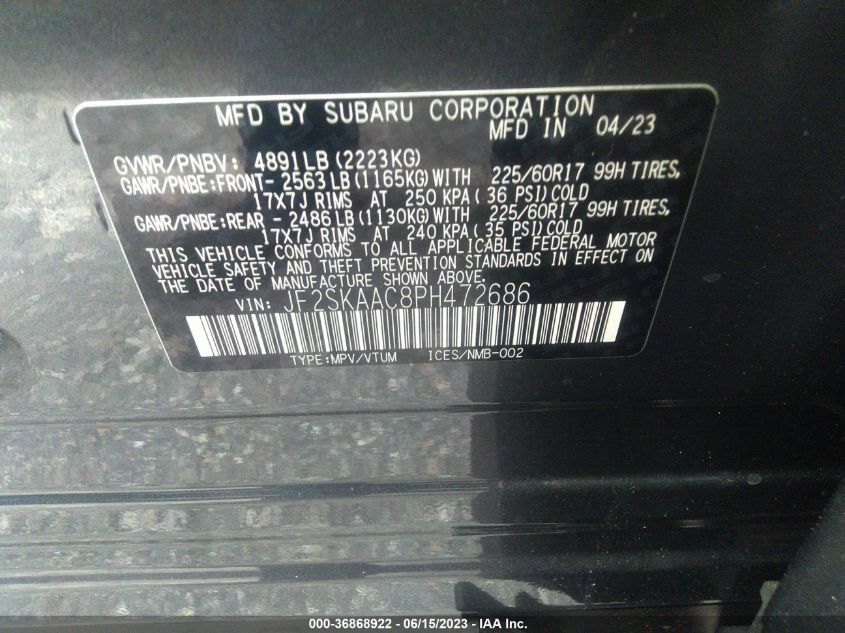 MFD BY SUBARU CORPORATION
MFD IN 04/23
GVWR/PNBV: 4891LB (2223KG)
GAWR/PNBE:FRONT- 2563LB (1165KG) WITH 225/60R17 99H TIRES,
17X7J RIMS AT 250 KPA( 36 PSI)COLD
GAWR/PNBE:REAR - 2486LB (1130KG) WITH 225/60R17 99H TIRES,
17X7J RIMS AT 240 KPA( 35 PSI)COLD
THIS VEHICLE CONFORMS TO ALL APPLICABLE FEDERAL MOTOR
VEHICLE SAFETY AND THEFT PREVENTION STANDARDS IN EFFECT ON
THE DATE OF MANUFACTURE SHOWN ABOVE.
VIN: JF2SKAAC8PH472686
TYPE:MPV/VTUM ICES/NMB-002
000-36868922 - 06/15/2023 - IAA Inc.